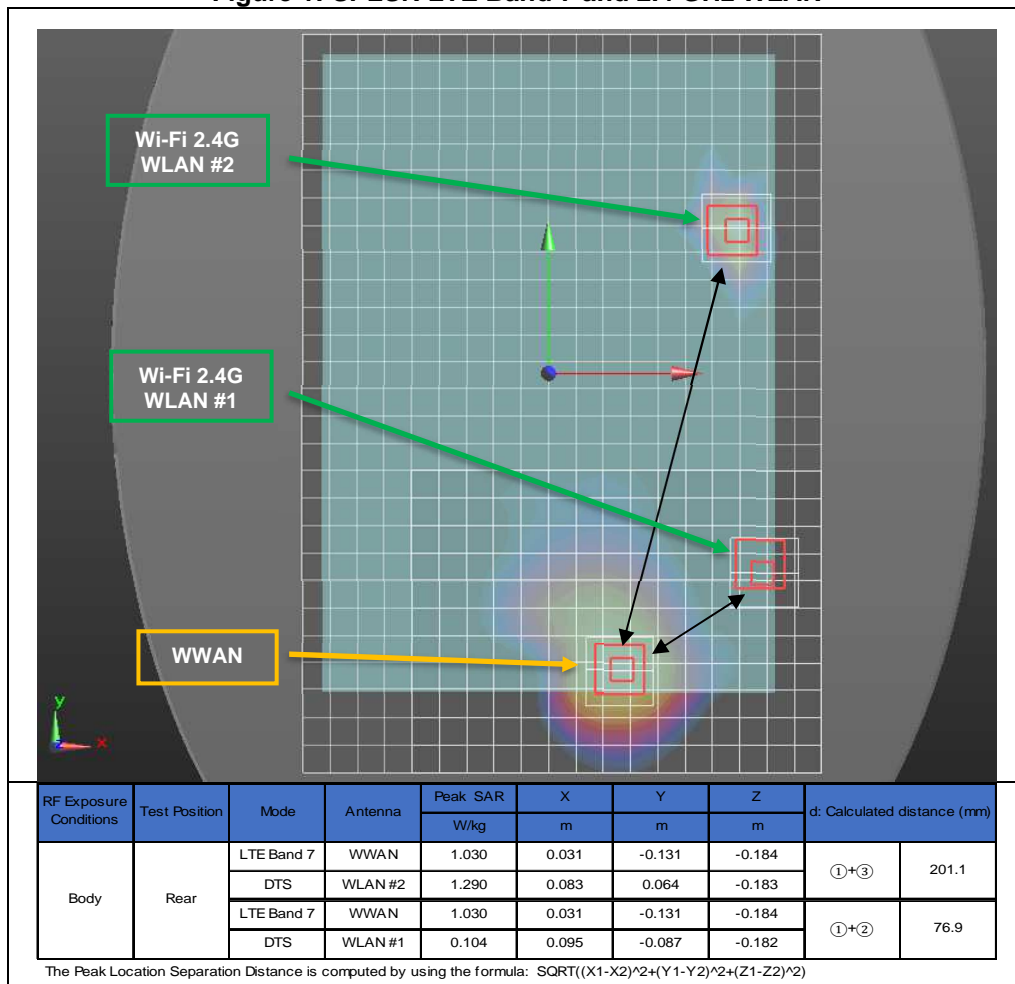 Wi-Fi 2.4G
WLAN #2
Wi-Fi 2.4G
WLAN #1
WWAN
y
z
x
RF Exposure Conditions | Test Position | Mode | Antenna | Peak SAR | X | Y | Z | d: Calculated distance (mm)
W/kg | m | m | m
Body | Rear | LTE Band 7 | WWAN | 1.030 | 0.031 | -0.131 | -0.184 | ①+③ | 201.1
DTS | WLAN #2 | 1.290 | 0.083 | 0.064 | -0.183
LTE Band 7 | WWAN | 1.030 | 0.031 | -0.131 | -0.184 | ①+② | 76.9
DTS | WLAN #1 | 0.104 | 0.095 | -0.087 | -0.182
The Peak Location Separation Distance is computed by using the formula: SQRT((X1-X2)^2+(Y1-Y2)^2+(Z1-Z2)^2)